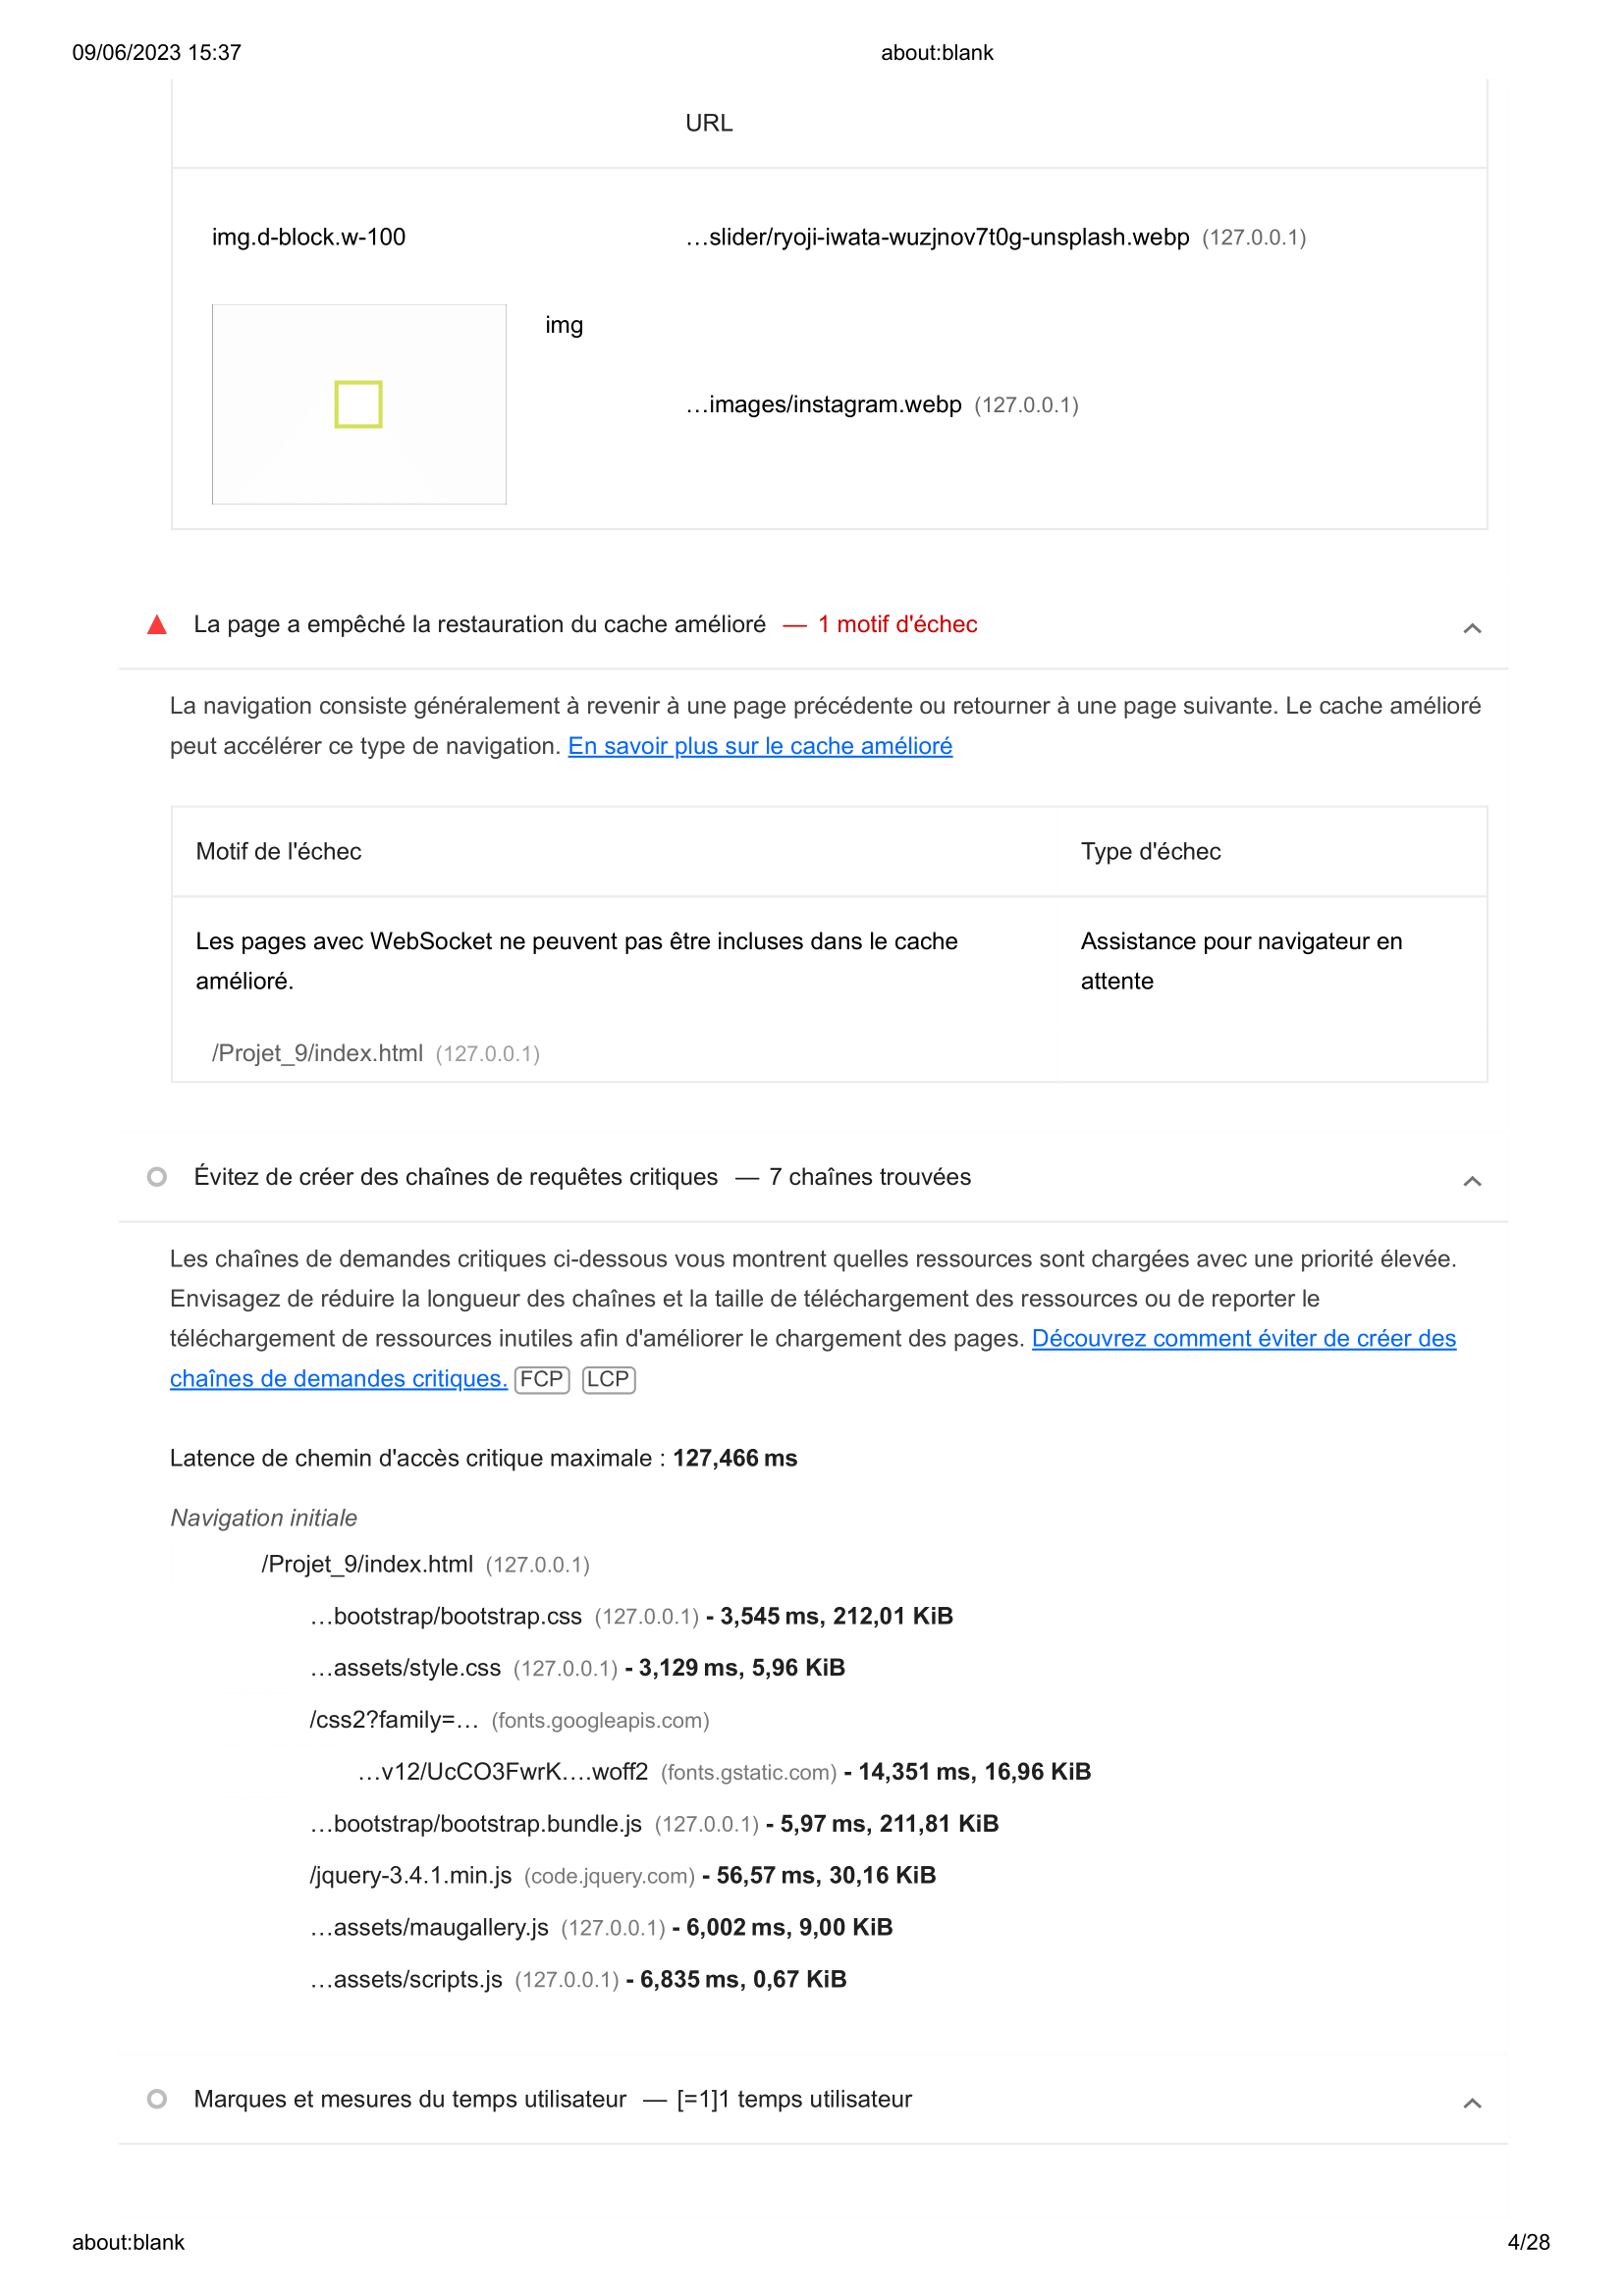 09/06/2023 15:37
about:blank
URL
img.d-block.w-100
…slider/ryoji-iwata-wuzjnov7t0g-unsplash.webp (127.0.0.1)
img
…images/instagram.webp (127.0.0.1)
La page a empêché la restauration du cache amélioré — 1 motif d'échec
La navigation consiste généralement à revenir à une page précédente ou retourner à une page suivante. Le cache amélioré
peut accélérer ce type de navigation. En savoir plus sur le cache amélioré
Motif de l'échec
Type d'échec
Les pages avec WebSocket ne peuvent pas être incluses dans le cache
amélioré.
Assistance pour navigateur en
attente
/Projet_9/index.html (127.0.0.1)
Évitez de créer des chaînes de requêtes critiques — 7 chaînes trouvées
Les chaînes de demandes critiques ci-dessous vous montrent quelles ressources sont chargées avec une priorité élevée.
Envisagez de réduire la longueur des chaînes et la taille de téléchargement des ressources ou de reporter le
téléchargement de ressources inutiles afin d'améliorer le chargement des pages. Découvrez comment éviter de créer des
chaînes de demandes critiques. FCP LCP
Latence de chemin d'accès critique maximale : 127,466 ms
Navigation initiale
/Projet_9/index.html (127.0.0.1)
…bootstrap/bootstrap.css (127.0.0.1) - 3,545 ms, 212,01 KiB
…assets/style.css (127.0.0.1) - 3,129 ms, 5,96 KiB
/css2?family=… (fonts.googleapis.com)
…v12/UcCO3FwrK….woff2 (fonts.gstatic.com) - 14,351 ms, 16,96 KiB
…bootstrap/bootstrap.bundle.js (127.0.0.1) - 5,97 ms, 211,81 KiB
/jquery-3.4.1.min.js (code.jquery.com) - 56,57 ms, 30,16 KiB
…assets/maugallery.js (127.0.0.1) - 6,002 ms, 9,00 KiB
…assets/scripts.js (127.0.0.1) - 6,835 ms, 0,67 KiB
Marques et mesures du temps utilisateur — [=1]1 temps utilisateur
about:blank
4/28